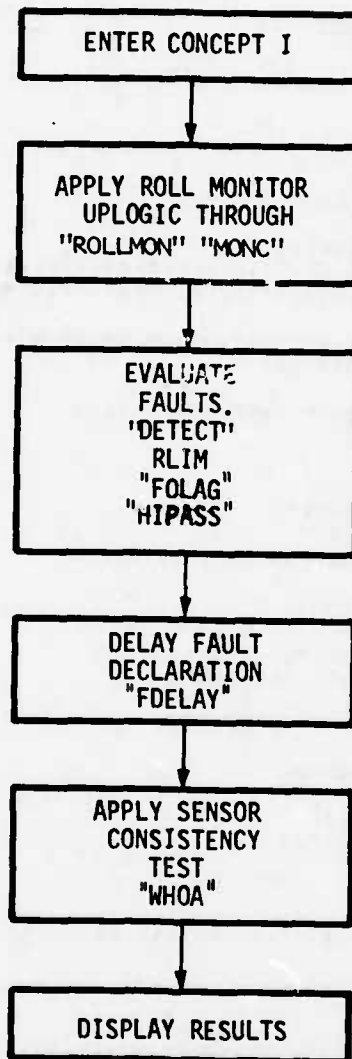 ENTER CONCEPT I
APPLY ROLL MONITOR
UPLOGIC THROUGH
"ROLLMON" "MONC"
EVALUATE
FAULTS.
"DETECT"
RLIM
"FOLAG"
"HIPASS"
DELAY FAULT
DECLARATION
"FDELAY"
APPLY SENSOR
CONSISTENCY
TEST
"WHOA"
DISPLAY RESULTS